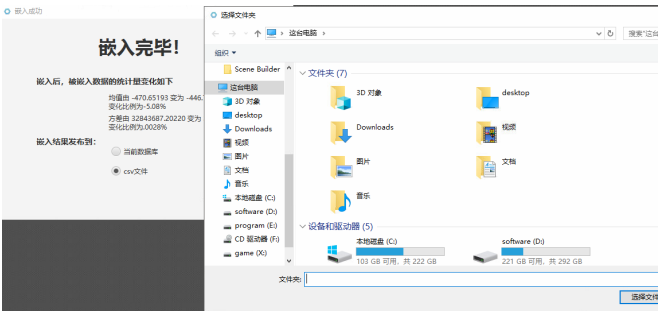 嵌入成功
嵌入完毕！
嵌入后，被嵌入数据的统计量变化如下
均值由 -470.65193 变为 -446.
变化比例为-5.08%
方差由 32843687.20220 变为
变化比例为0.0028%
嵌入结果发布到：
当前数据库
csv文件
选择文件夹
这台电脑
搜索"这台
组织
Scene Builder
这台电脑
3D 对象
desktop
Downloads
视频
图片
文档
音乐
本地磁盘 (C:)
software (D:)
program (E:)
CD 驱动器 (F:)
game (X:)
文件夹 (7)
3D 对象
desktop
Downloads
视频
图片
文档
音乐
设备和驱动器 (5)
本地磁盘 (C:)
103 GB 可用，共 222 GB
software (D:)
221 GB 可用，共 292 GB
文件夹:
选择文件